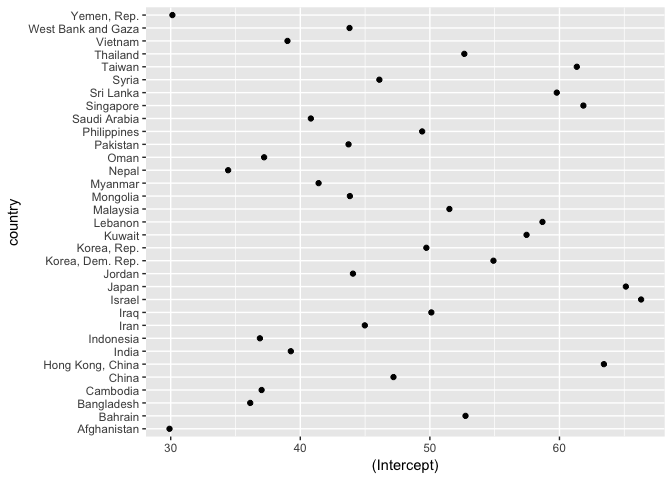 Yemen, Rep.
West Bank and Gaza
Vietnam
Thailand
Taiwan
Syria
Sri Lanka
Singapore
Saudi Arabia
Philippines
Pakistan
Oman
Nepal
Myanmar
Mongolia
Malaysia
Lebanon
Kuwait
Korea, Rep.
Korea, Dem. Rep.
Jordan
Japan
Israel
Iraq
Iran
Indonesia
India
Hong Kong, China
China
Cambodia
Bangladesh
Bahrain
Afghanistan
country
30 40 50 60
(Intercept)